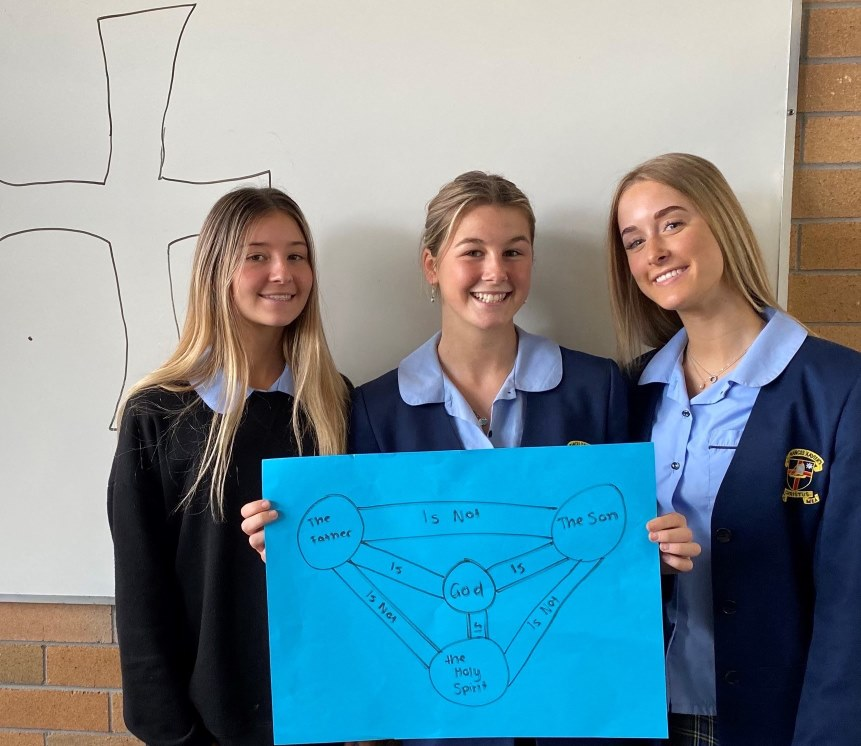 The
Father
Is Not
The Son
Is
Is
God
Is Not
Is
Is Not
the
Holy
Spirit